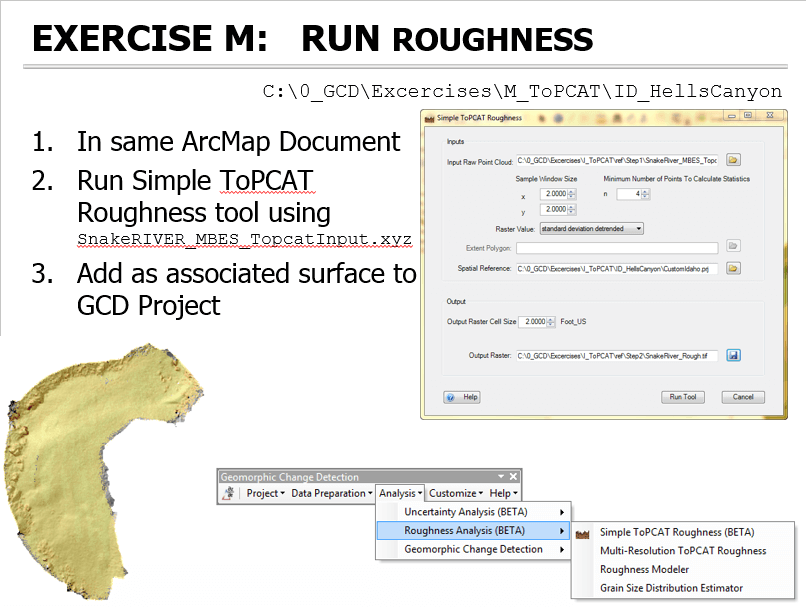 EXERCISE M: RUN ROUGHNESS
C:\0_GCD\Excercises\M_ToPCAT\ID_HellsCanyon
1. In same ArcMap Document
2. Run Simple ToPCAT
Roughness tool using
SnakeRIVER_MBES_TopcatInput.xyz
3. Add as associated surface to
GCD Project
Simple ToPCAT Roughness
Inputs
Input Raw Point Cloud: C:\0_GCD\Excercises\I_ToPCAT\ref\Step1\SnakeRiver_MBES_Topc
Sample Window Size Minimum Number of Points To Calculate Statistics
x 2.0000 n 4
y 2.0000
Raster Value: standard deviation detrended
Extent Polygon:
Spatial Reference: C:\0_GCD\Excercises\I_ToPCAT\ID_HellsCanyon\CustomIdaho.prj
Output
Output Raster Cell Size 2.0000 Foot_US
Output Raster: C:\0_GCD\Excercises\I_ToPCAT\ref\Step2\SnakeRiver_Rough.tif
Help Run Tool Cancel
Geomorphic Change Detection
Project Data Preparation Analysis Customize Help
Uncertainty Analysis (BETA)
Roughness Analysis (BETA)
Geomorphic Change Detection
Simple ToPCAT Roughness (BETA)
Multi-Resolution ToPCAT Roughness
Roughness Modeler
Grain Size Distribution Estimator